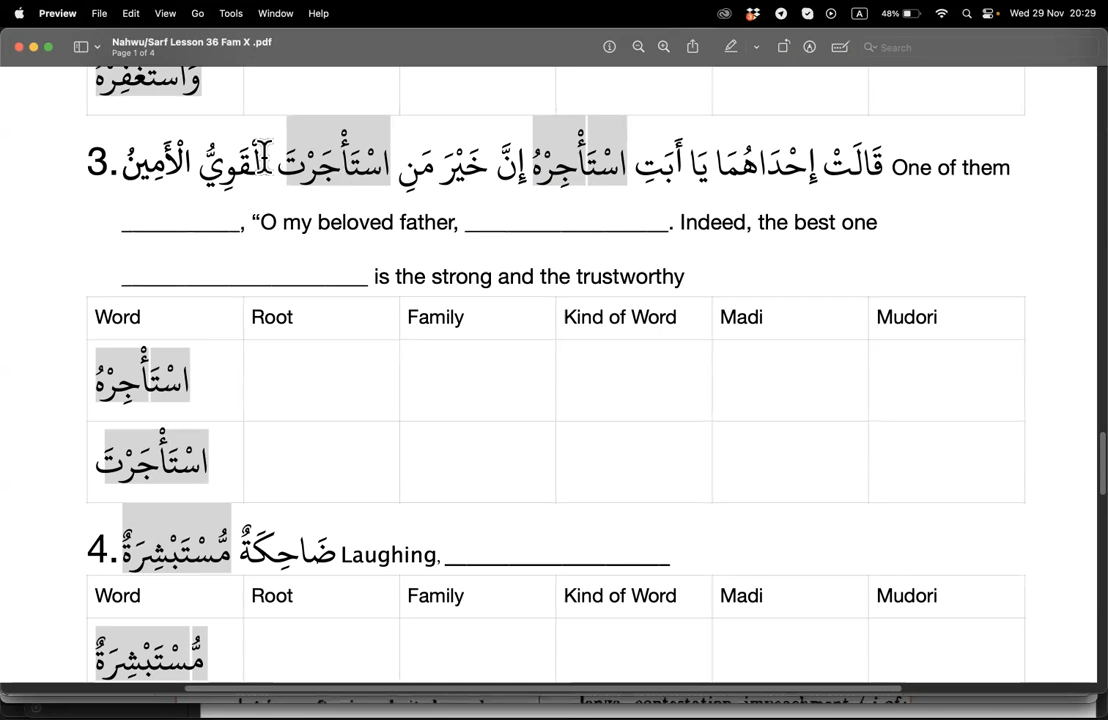 Preview File Edit View Go Tools Window Help A 48% Wed 29 Nov 20:29
Nahwu/Sarf Lesson 36 Fam X .pdf
Page 1 of 4
Search
وَاسْتَغْفِرْهُ
3. قَالَتْ إِحْدَاهُمَا يَا أَبَتِ اسْتَأْجِرْهُ إِنَّ خَيْرَ مَنِ اسْتَأْجَرْتَ الْقَوِيُّ الْأَمِينُ One of them
__________, “O my beloved father, __________________. Indeed, the best one
______________________ is the strong and the trustworthy
Word Root Family Kind of Word Madi Mudori
اسْتَأْجِرْهُ
اسْتَأْجَرْتَ
4. ضَاحِكَةٌ مُّسْتَبْشِرَةٌ Laughing, ____________________
Word Root Family Kind of Word Madi Mudori
مُّسْتَبْشِرَةٌ